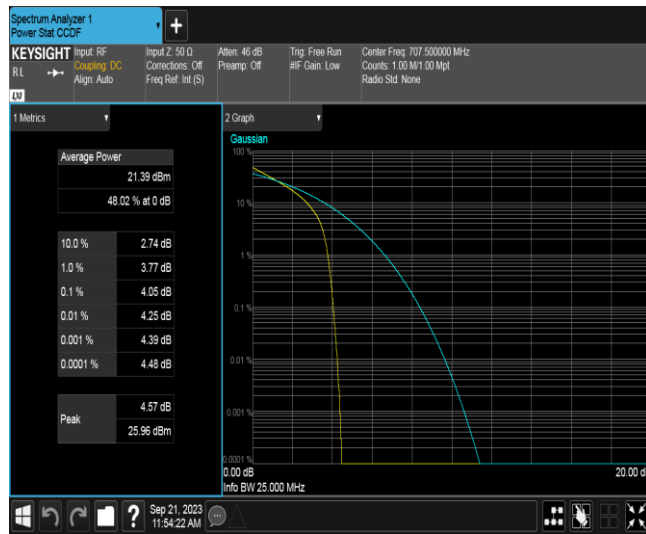 Spectrum Analyzer 1
Power Stat CCDF
+
KEYSIGHT
RL
LXI
Input: RF
Coupling: DC
Align: Auto
Input Z: 50 Ω
Corrections: Off
Freq Ref: Int (S)
Atten: 46 dB
Preamp: Off
Trig: Free Run
#IF Gain: Low
Center Freq: 707.500000 MHz
Counts: 1.00 M/1.00 Mpt
Radio Std: None
1 Metrics
Average Power
21.39 dBm
48.02 % at 0 dB
10.0 % 2.74 dB
1.0 % 3.77 dB
0.1 % 4.05 dB
0.01 % 4.25 dB
0.001 % 4.39 dB
0.0001 % 4.48 dB
Peak
4.57 dB
25.96 dBm
2 Graph
Gaussian
100 %
10 %
1 %
0.1 %
0.01 %
0.001 %
0.0001 %
0.00 dB
20.00 d
Info BW 25.000 MHz
?
Sep 21, 2023
11:54:22 AM